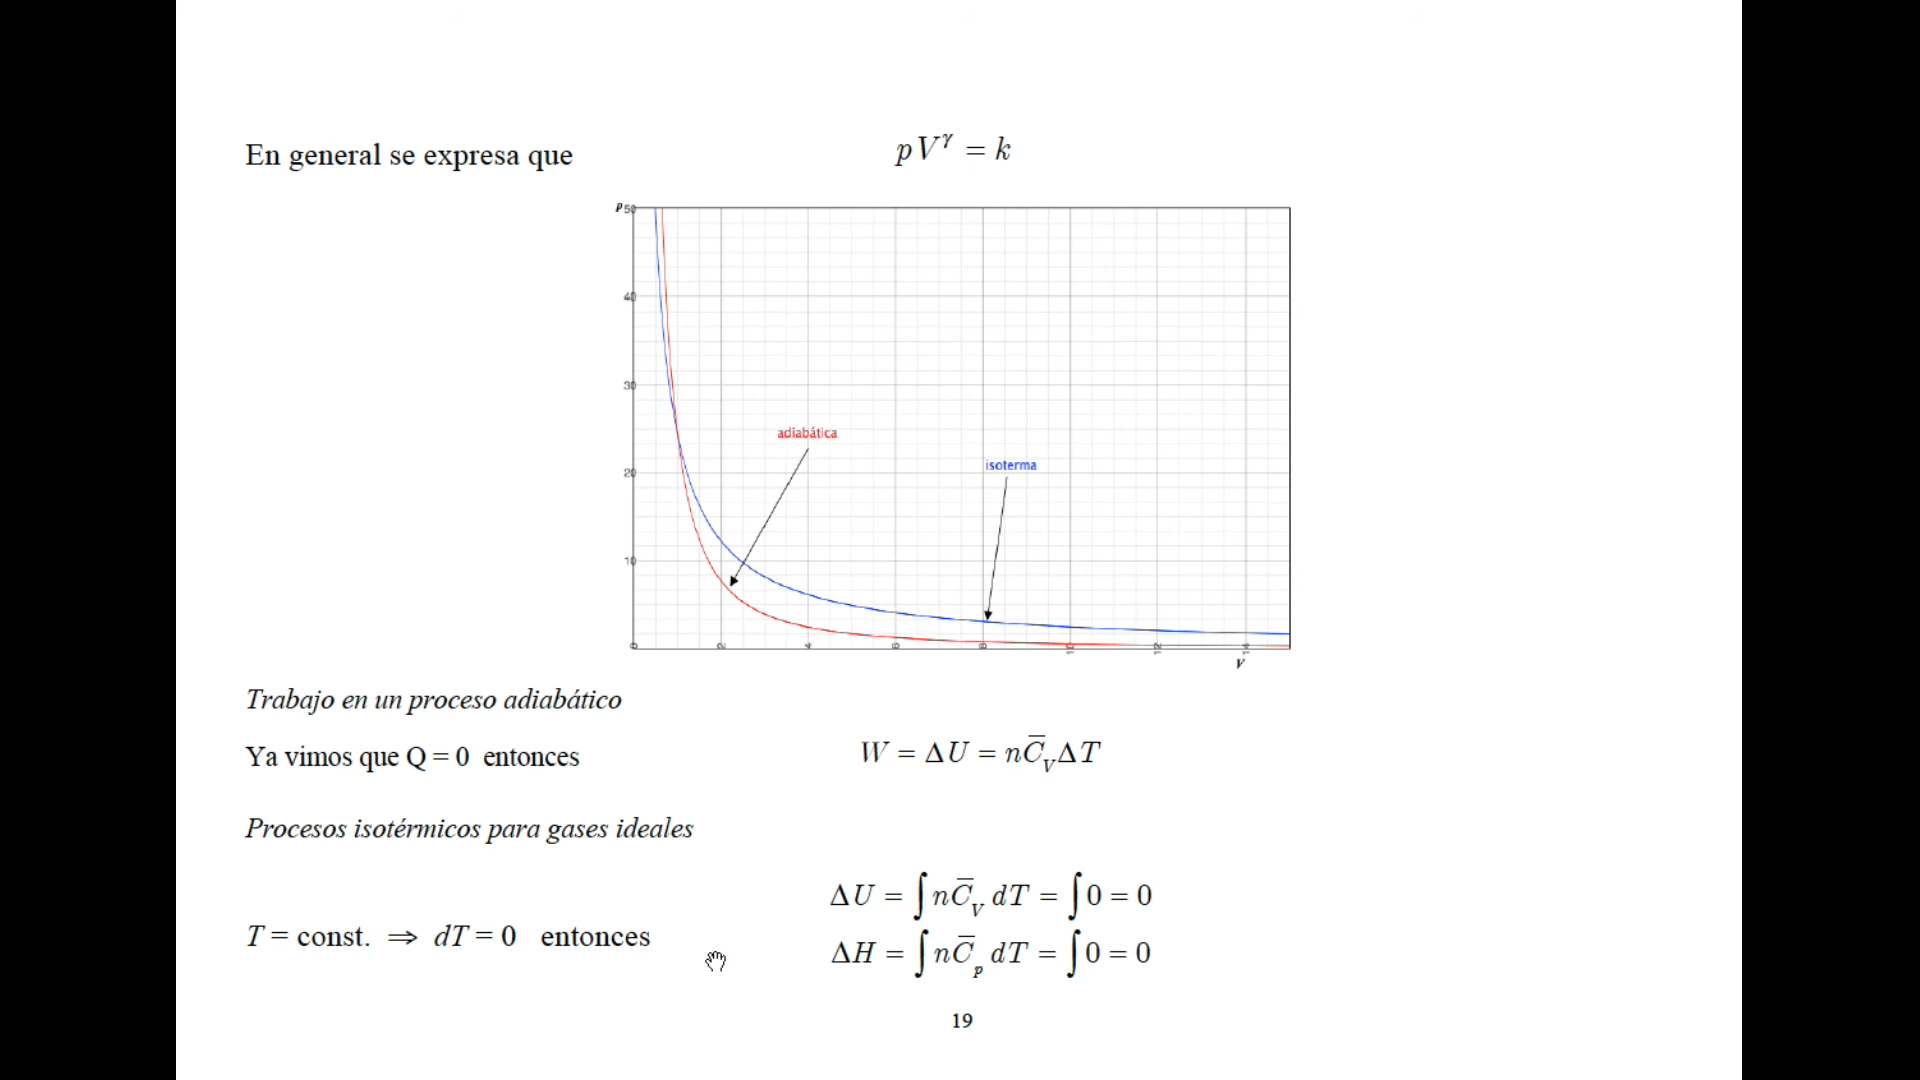 En general se expresa que pV^γ = k
p
50
40
30
adiabática
isoterma
20
10
0 2 4 6 8 10 12 14
V
Trabajo en un proceso adiabático
Ya vimos que Q = 0 entonces W = ΔU = nC̅_VΔT
Procesos isotérmicos para gases ideales
ΔU = ∫nC̅_V dT = ∫0 = 0
T = const. ⇒ dT = 0 entonces
ΔH = ∫nC̅_p dT = ∫0 = 0
19